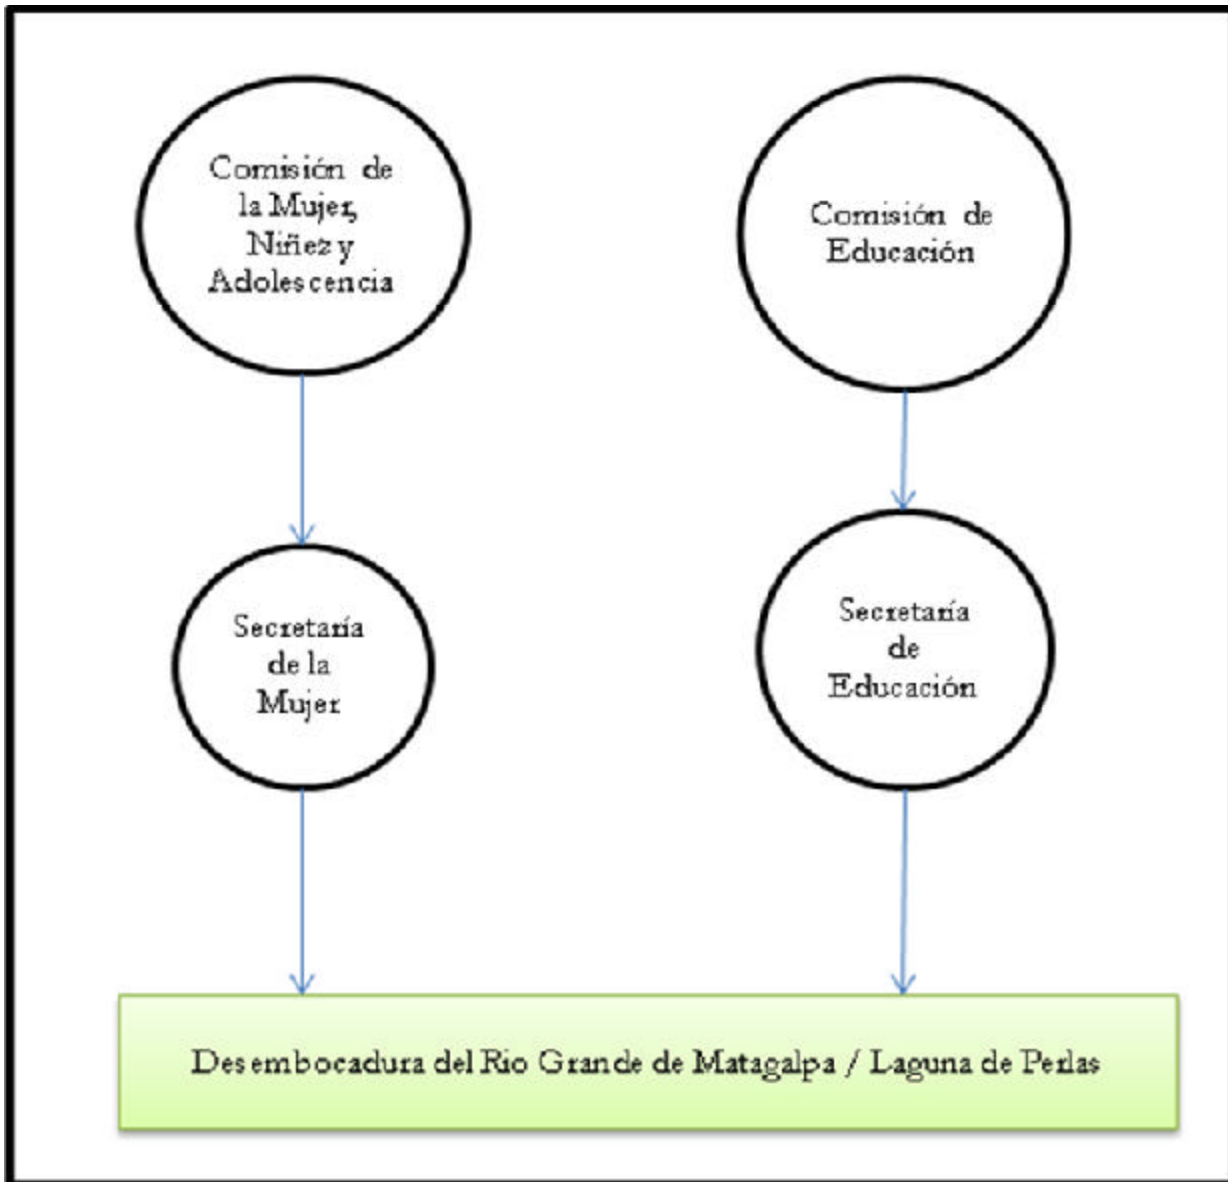 Comisión de
la Mujer,
Niñez y
Adolescencia
Comisión de
Educación
Secretaría
de la
Mujer
Secretaría
de
Educación
Desembocadura del Rio Grande de Matagalpa / Laguna de Perlas